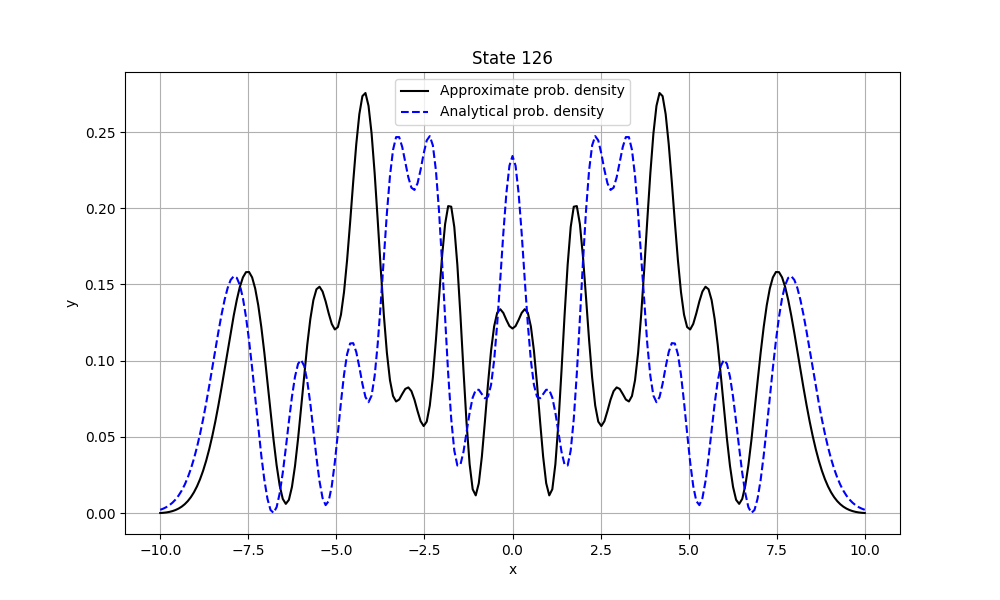 State 126
Approximate prob. density
Analytical prob. density
y
0.25
0.20
0.15
0.10
0.05
0.00
−10.0 −7.5 −5.0 −2.5 0.0 2.5 5.0 7.5 10.0
x